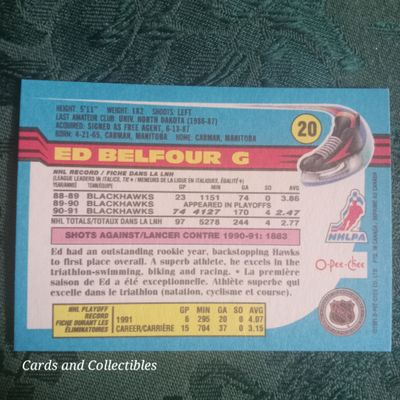 HEIGHT: 5'11" WEIGHT: 182 SHOOTS: LEFT
LAST AMATEUR CLUB: UNIV. NORTH DAKOTA (1986-87)
ACQUIRED: SIGNED AS FREE AGENT, 6-18-87
BORN: 4-21-65, CARMAN, MANITOBA HOME: CARMAN, MANITOBA
20
ED BELFOUR G
NHL RECORD / FICHE DANS LA LNH
(LEAGUE LEADERS IN ITALICS, TIE * / MENEURS DE LA LIGUE EN ITALIQUES, ÉGALITÉ *)
YEAR/ANNÉE TEAM/ÉQUIPE GP MIN GA SO AVG
88-89 BLACKHAWKS 23 1151 74 0 3.86
89-90 BLACKHAWKS APPEARED IN PLAYOFFS
90-91 BLACKHAWKS 74 4127 170 4 2.47
NHL TOTALS/TOTAUX DANS LA LNH 97 5278 244 4 2.77
SHOTS AGAINST/LANCER CONTRE 1990-91: 1883
Ed had an outstanding rookie year, backstopping Hawks
to first place overall. A superb athlete, he excels in the
triathlon-swimming, biking and racing. • La première
saison de Ed a été exceptionnelle. Athlète superbe qui
excelle dans le triathlon (natation, cyclisme et course).
NHL PLAYOFF
RECORD
FICHE DURANT LES
ÉLIMINATOIRES
GP MIN GA SO AVG
1991 6 295 20 0 4.07
CAREER/CARRIÈRE 15 704 37 0 3.15
NHLPA
O-Pee-Chee
Cards and Collectibles